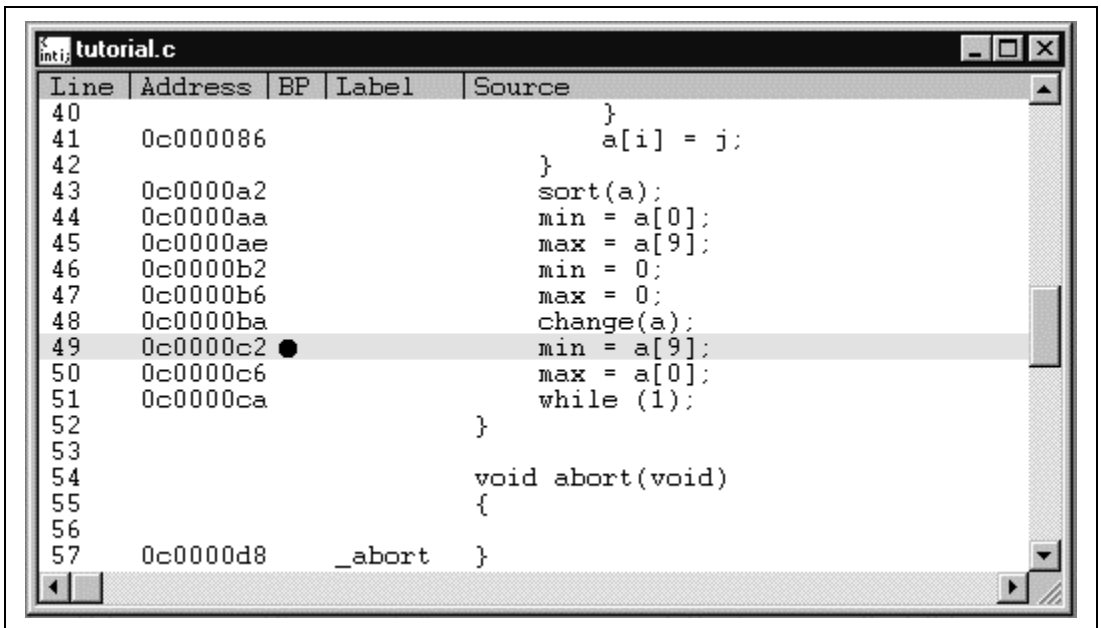 inti; tutorial.c
Line Address BP Label Source
40 }
41 0c000086 a[i] = j;
42 }
43 0c0000a2 sort(a);
44 0c0000aa min = a[0];
45 0c0000ae max = a[9];
46 0c0000b2 min = 0;
47 0c0000b6 max = 0;
48 0c0000ba change(a);
49 0c0000c2 ● min = a[9];
50 0c0000c6 max = a[0];
51 0c0000ca while (1);
52 }
53
54 void abort(void)
55 {
56
57 0c0000d8 _abort }